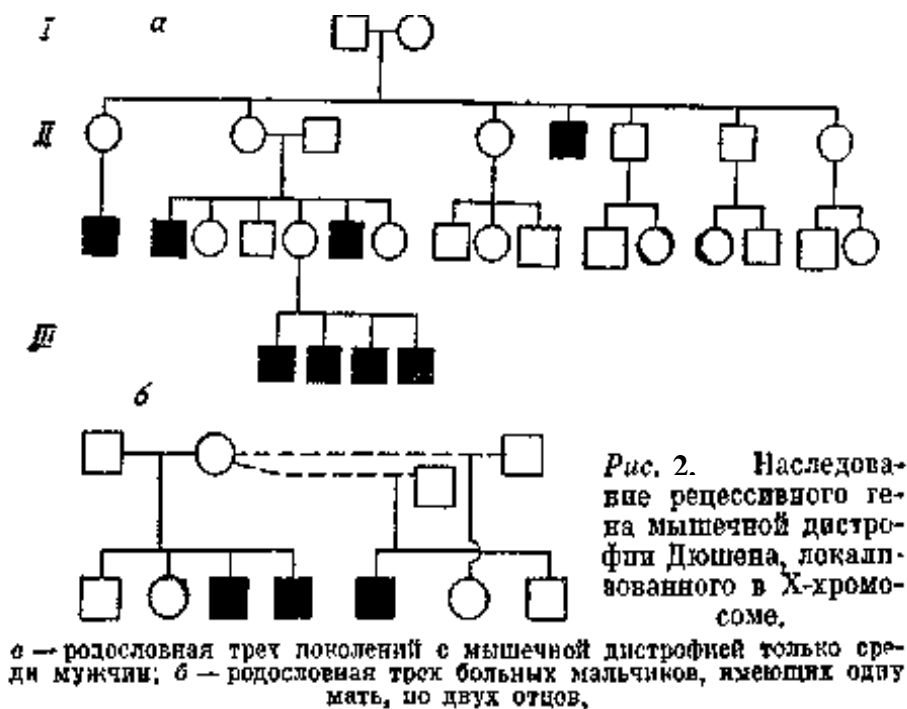 I а
II
III
б
Рис. 2. Наследова-
ние рецессивного ге-
на мышечной дистро-
фии Дюшена, локали-
зованного в Х-хромо-
соме.
а — родословная трех поколений с мышечной дистрофией только сре-
ди мужчин; б — родословная трех больных мальчиков, имеющих одну
мать, но двух отцов,